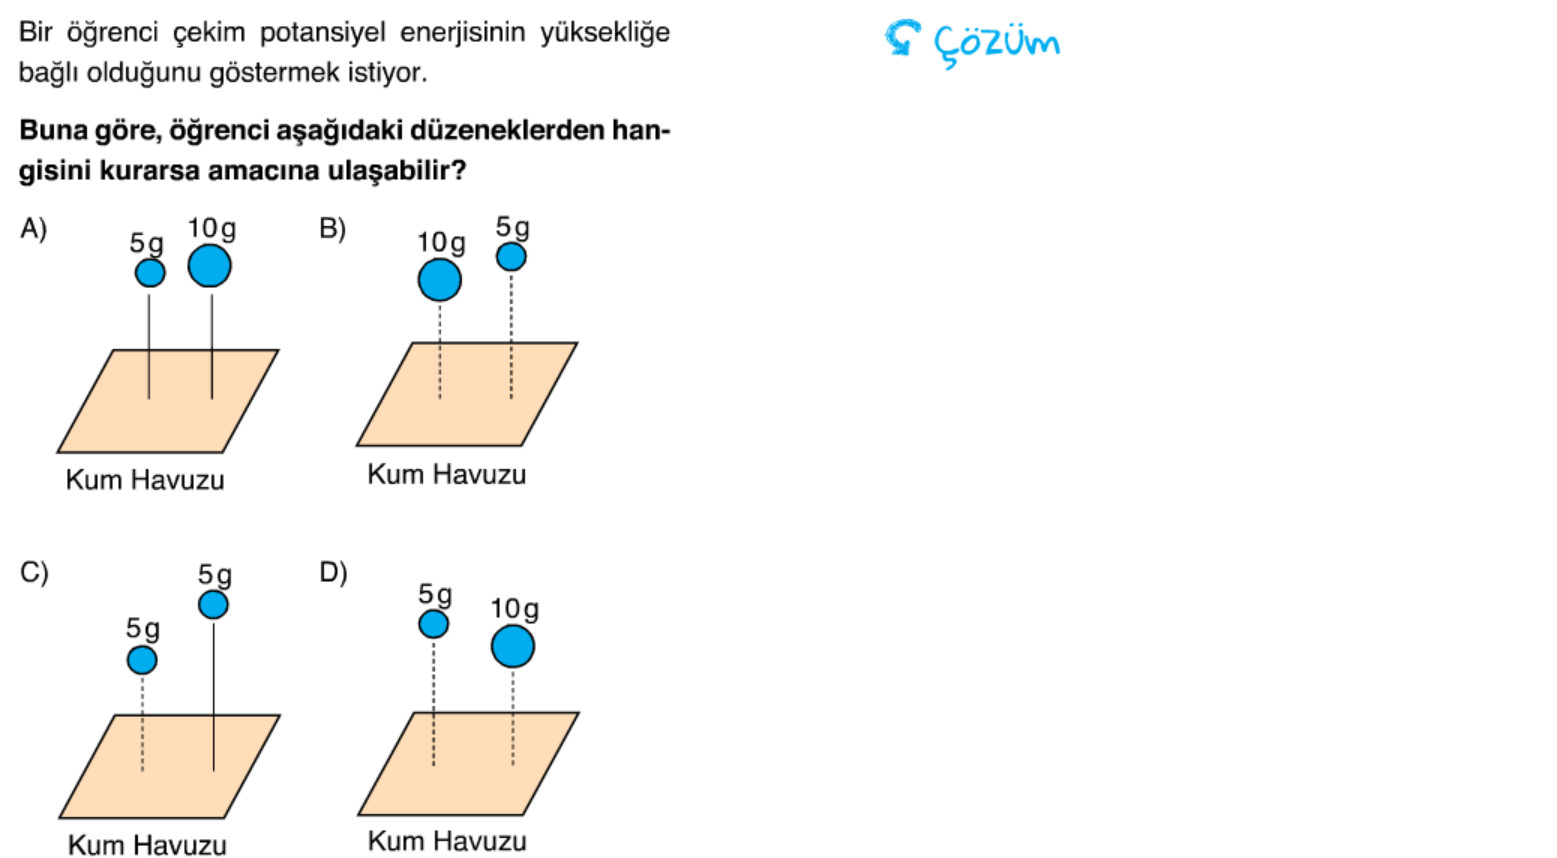 Bir öğrenci çekim potansiyel enerjisinin yüksekliğe
bağlı olduğunu göstermek istiyor.
Buna göre, öğrenci aşağıdaki düzeneklerden han-
gisini kurarsa amacına ulaşabilir?
A)
5g
10g
Kum Havuzu
B)
10g
5g
Kum Havuzu
C)
5g
5g
Kum Havuzu
D)
5g
10g
Kum Havuzu
Çözüm